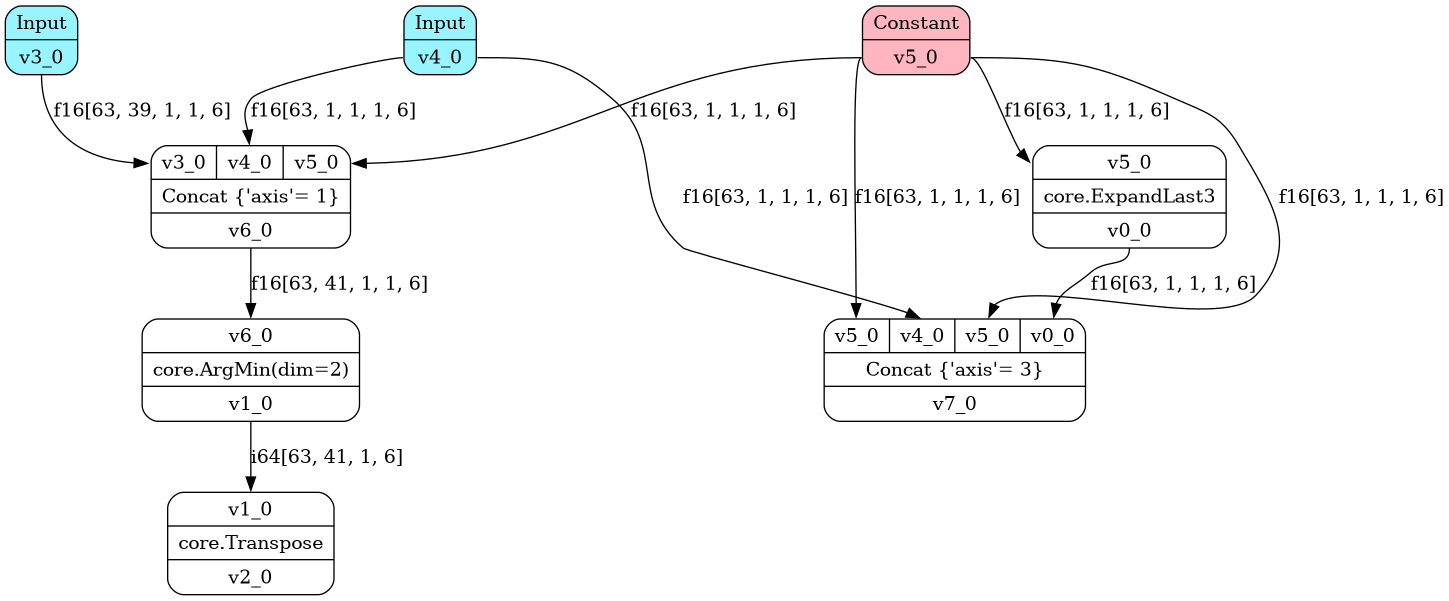 Input
v3_0
Input
v4_0
Constant
v5_0
f16[63, 39, 1, 1, 6]
f16[63, 1, 1, 1, 6]
f16[63, 1, 1, 1, 6]
f16[63, 1, 1, 1, 6]
v3_0 v4_0 v5_0
Concat {'axis'= 1}
v6_0
f16[63, 1, 1, 1, 6]
f16[63, 1, 1, 1, 6]
v5_0
core.ExpandLast3
v0_0
f16[63, 1, 1, 1, 6]
f16[63, 41, 1, 1, 6]
f16[63, 1, 1, 1, 6]
v6_0
core.ArgMin(dim=2)
v1_0
v5_0 v4_0 v5_0 v0_0
Concat {'axis'= 3}
v7_0
i64[63, 41, 1, 6]
v1_0
core.Transpose
v2_0